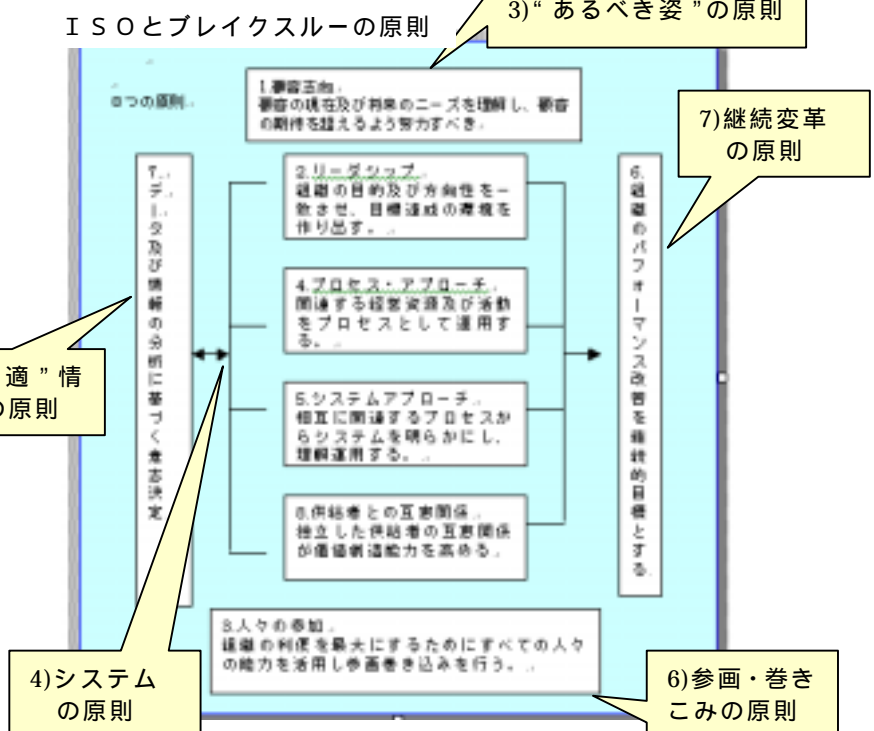 ISOとブレイクスルーの原則
3)“あるべき姿”の原則
8つの原則
1.顧客志向
顧客の現在及び将来のニーズを理解し、顧客
の期待を超えるよう努力すべき
7)継続変革
の原則
7.データ及び情報の分析に基づく意志決定
2.リーダシップ
組織の目的及び方向性を一
致させ、目標達成の環境を
作り出す。
4.プロセス・アプローチ
関連する経営資源及び活動
をプロセスとして運用す
る。
5.システムアプローチ
相互に関連するプロセスか
らシステムを明らかにし、
理解運用する。
8.供給者との互恵関係
独立した供給者の互恵関係
が価値創造能力を高める
6.組織のパフォーマンス改善を継続的目標とする
適”情
の原則
3.人々の参加
組織の利便を最大にするためにすべての人々
の能力を活用し参画巻き込みを行う。
4)システム
の原則
6)参画・巻き
こみの原則